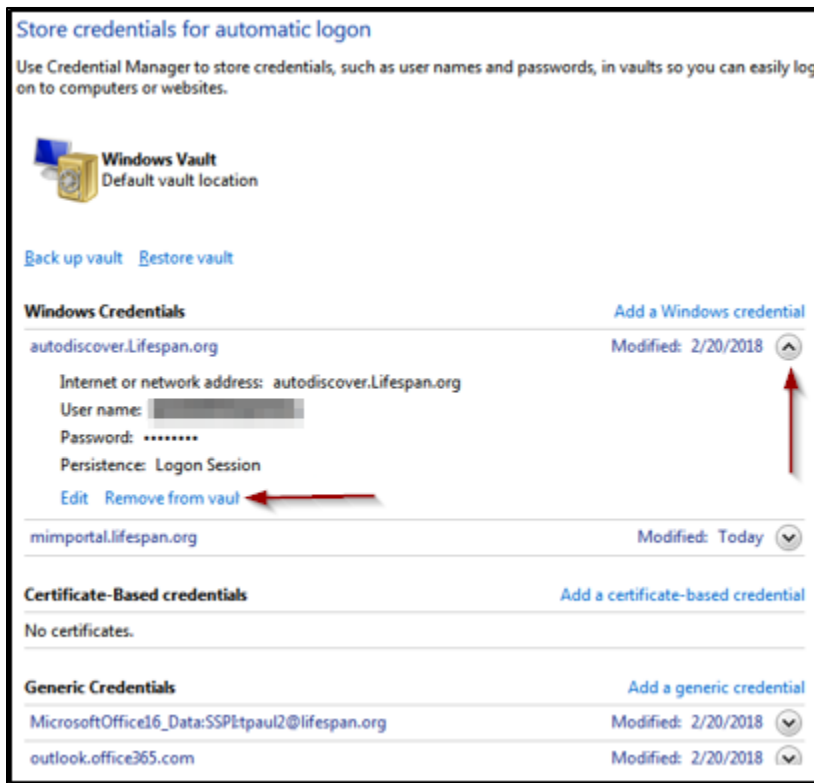 Store credentials for automatic logon
Use Credential Manager to store credentials, such as user names and passwords, in vaults so you can easily log
on to computers or websites.
Windows Vault
Default vault location
Back up vault Restore vault
Windows Credentials Add a Windows credential
autodiscover.Lifespan.org Modified: 2/20/2018
Internet or network address: autodiscover.Lifespan.org
User name:
Password: ••••••••
Persistence: Logon Session
Edit Remove from vault
mimportal.lifespan.org Modified: Today
Certificate-Based credentials Add a certificate-based credential
No certificates.
Generic Credentials Add a generic credential
MicrosoftOffice16_Data:SSPI:tpaul2@lifespan.org Modified: 2/20/2018
outlook.office365.com Modified: 2/20/2018